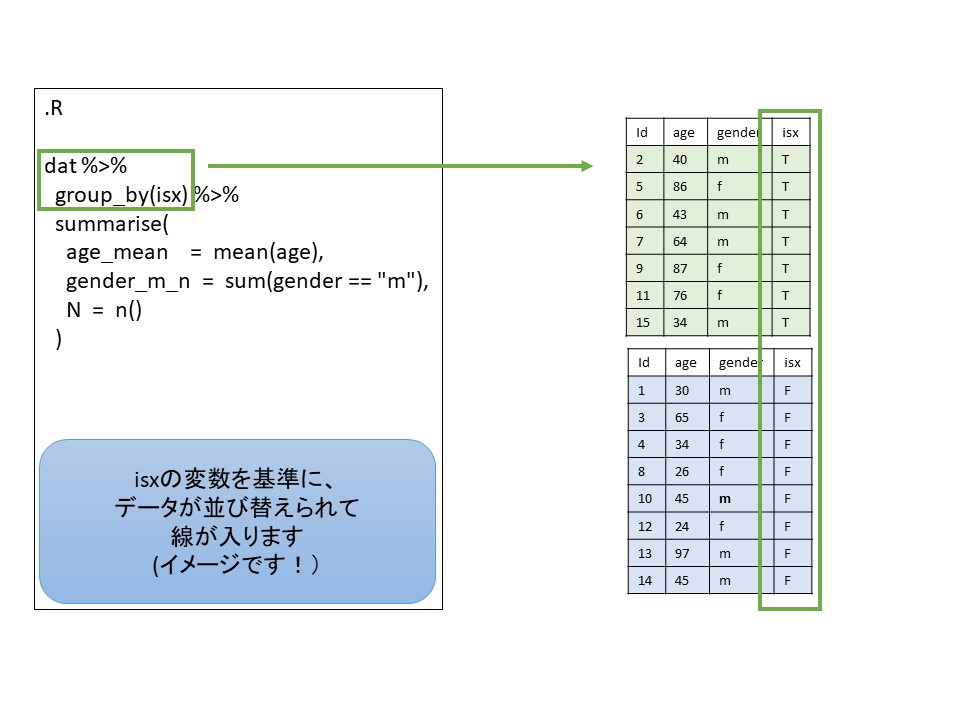 .R
dat %>%
group_by(isx) %>%
summarise(
age_mean = mean(age),
gender_m_n = sum(gender == "m"),
N = n()
)
isxの変数を基準に、
データが並び替えられて
線が入ります
(イメージです！）
Id age gender isx
2 40 m T
5 86 f T
6 43 m T
7 64 m T
9 87 f T
11 76 f T
15 34 m T
Id age gender isx
1 30 m F
3 65 f F
4 34 f F
8 26 f F
10 45 m F
12 24 f F
13 97 m F
14 45 m F